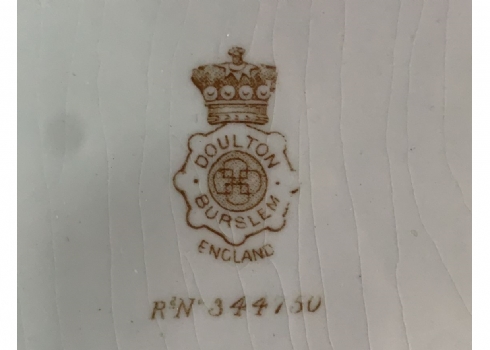 DOULTON
BURSLEM
ENGLAND
RᵈNº 344750